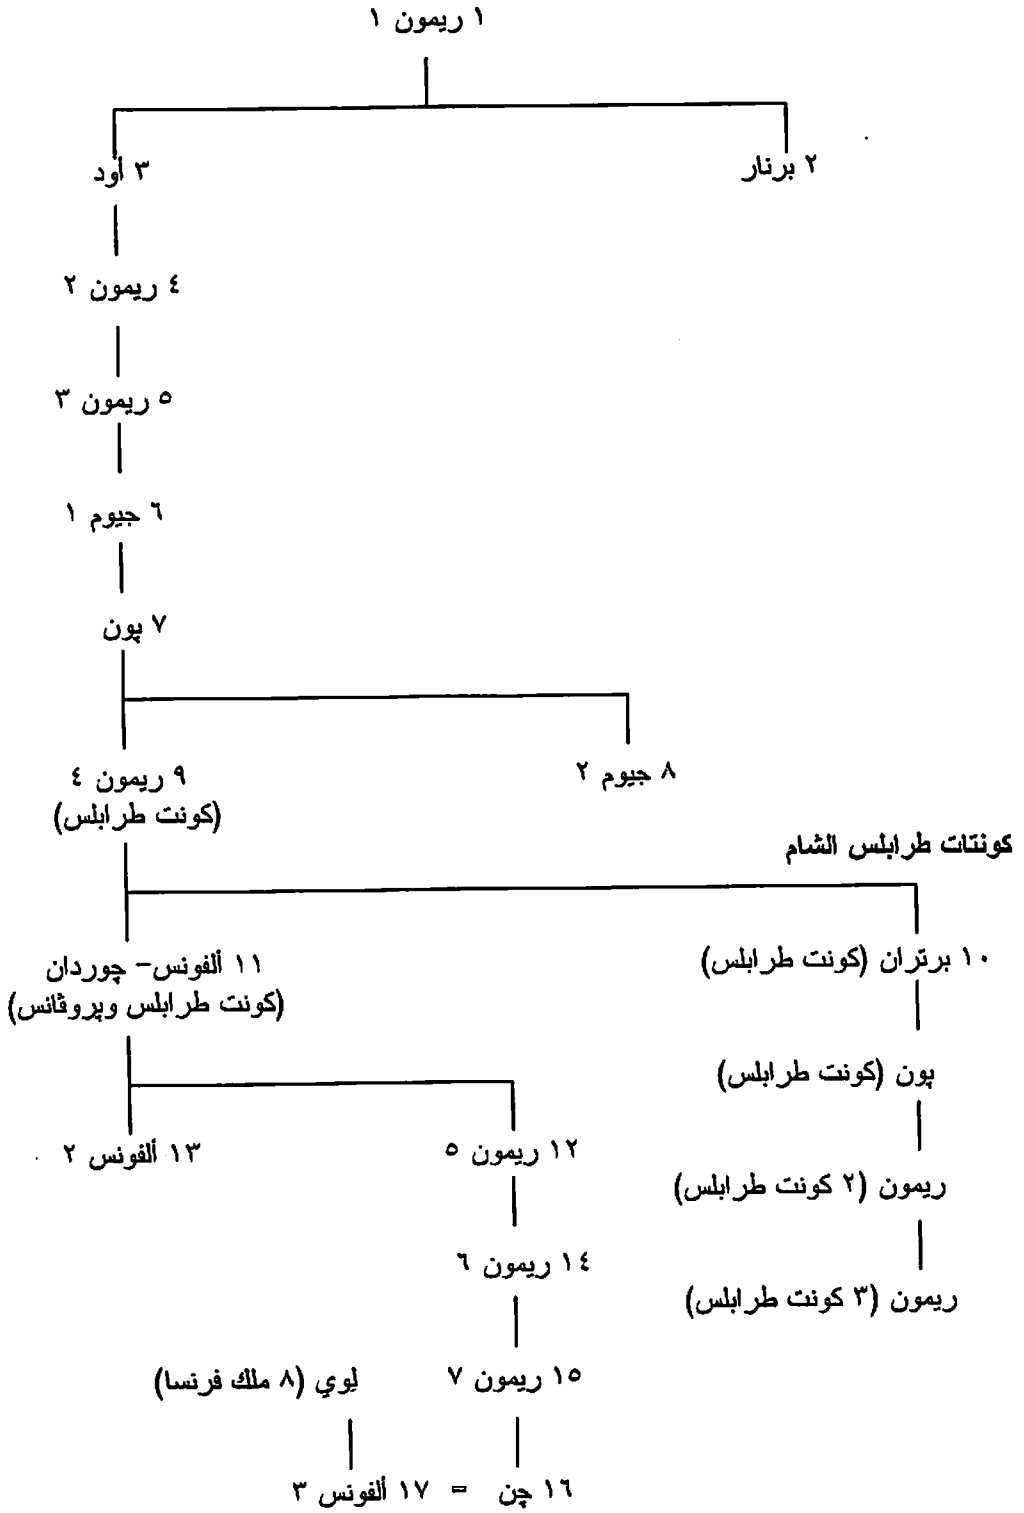 ١ ريمون ١
٢ برنار
٣ أود
٤ ريمون ٢
٥ ريمون ٣
٦ جيوم ١
٧ پون
٨ جيوم ٢
٩ ريمون ٤
(كونت طرابلس)
كونتات طرابلس الشام
١٠ برتران (كونت طرابلس)
١١ ألفونس- چوردان
(كونت طرابلس وپروڤانس)
پون (كونت طرابلس)
١٢ ريمون ٥
١٣ ألفونس ٢
ريمون (٢ كونت طرابلس)
١٤ ريمون ٦
ريمون (٣ كونت طرابلس)
١٥ ريمون ٧
لوي (٨ ملك فرنسا)
١٦ چن = ١٧ ألفونس ٣